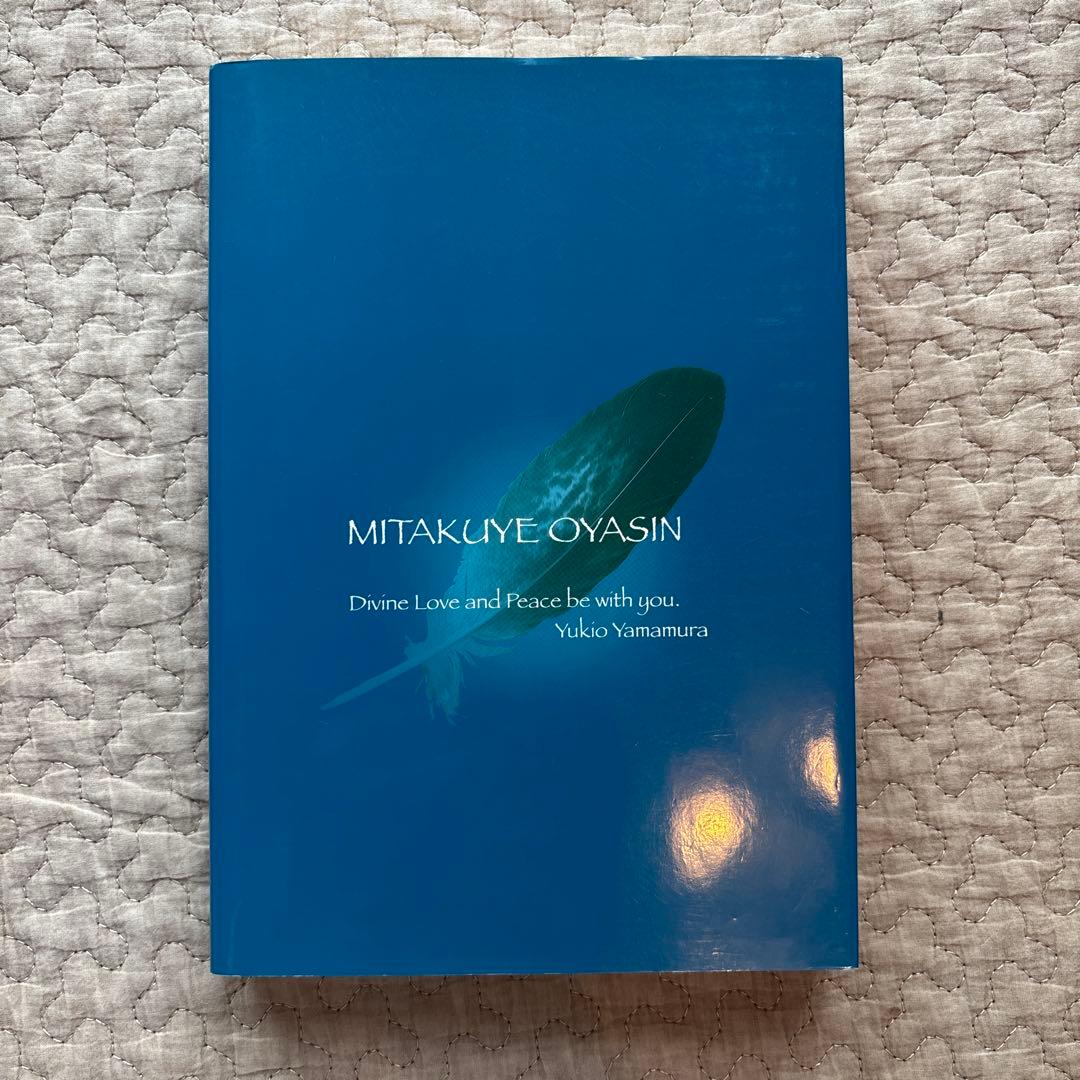 MITAKUYE OYASIN
Divine Love and Peace be with you.
Yukio Yamamura